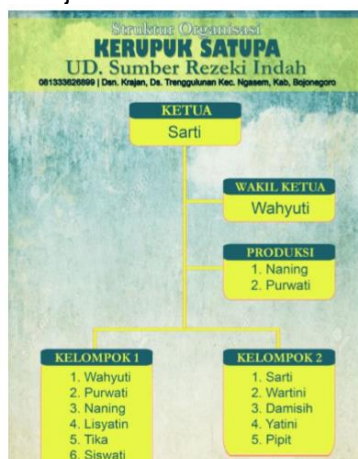 Struktur Organisasi
KERUPUK SATUPA
UD. Sumber Rezeki Indah
081333626899 | Dsn. Krajan, Ds. Trenggulunan Kec. Ngasem, Kab, Bojonegoro
KETUA
Sarti
WAKIL KETUA
Wahyuti
PRODUKSI
1. Naning
2. Purwati
KELOMPOK 1
1. Wahyuti
2. Purwati
3. Naning
4. Lisyatin
5. Tika
6. Siswati
KELOMPOK 2
1. Sarti
2. Wartini
3. Damisih
4. Yatini
5. Pipit